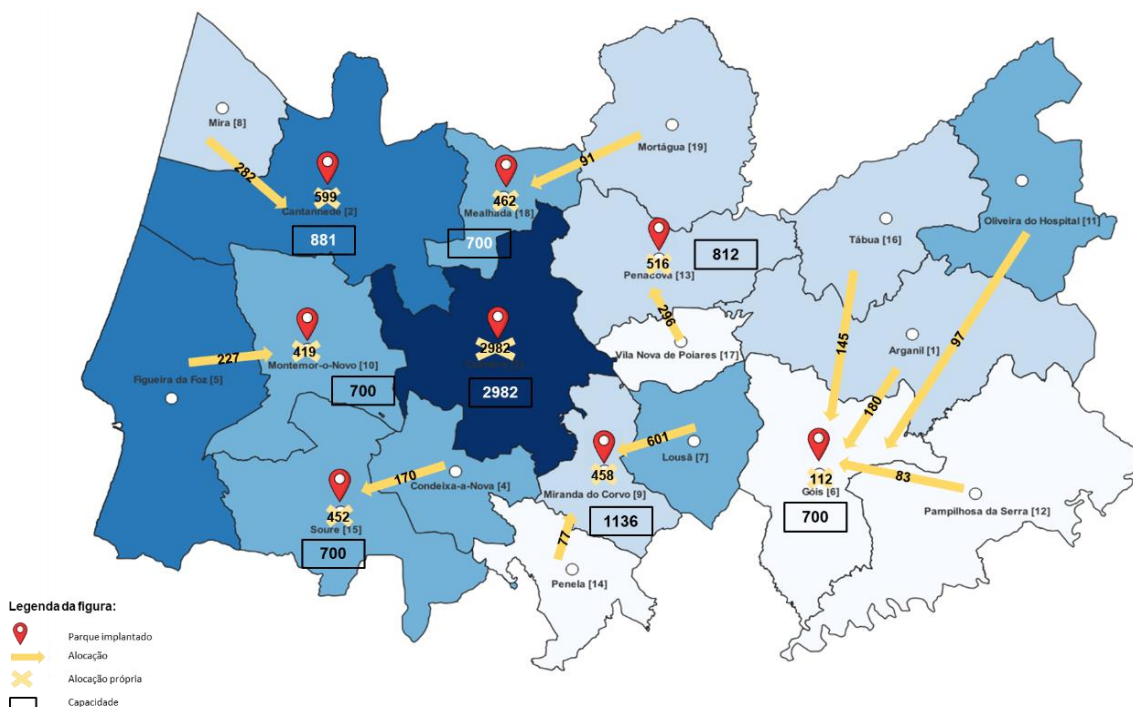 Mira [8]
282
599
Cantanhede [2]
881
462
Mealhada [18]
700
91
Mortágua [19]
516
Penacova [13]
812
296
Vila Nova de Poiares [17]
Tábua [16]
145
Oliveira do Hospital [11]
97
Arganil [1]
180
227
Figueira da Foz [5]
419
Montemor-o-Novo [10]
700
2982
2982
170
Condeixa-a-Nova [4]
452
Soure [15]
700
601
Lousã [7]
458
Miranda do Corvo [9]
1136
77
Penela [14]
112
Góis [6]
700
83
Pampilhosa da Serra [12]
Legenda da figura:
Parque implantado
Alocação
Alocação própria
Capacidade